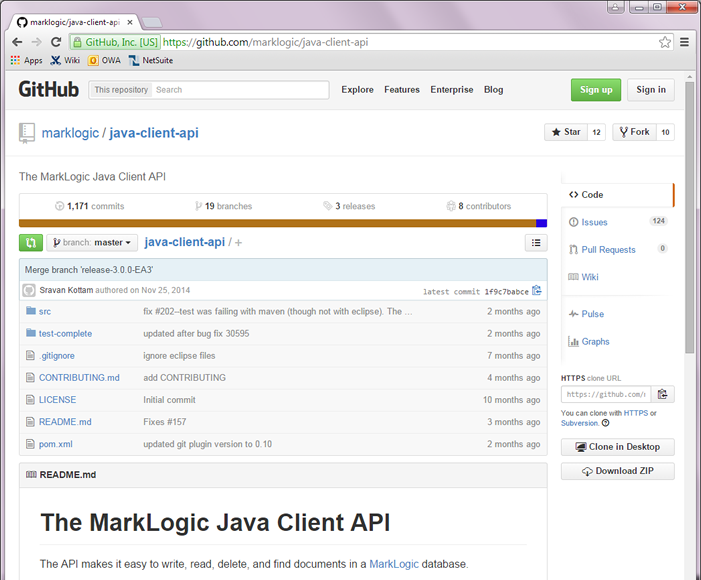 marklogic/java-client-api
GitHub, Inc. [US] https://github.com/marklogic/java-client-api
Apps Wiki OWA NetSuite
GitHub This repository Search Explore Features Enterprise Blog Sign up Sign in
marklogic / java-client-api Star 12 Fork 10
The MarkLogic Java Client API
1,171 commits 19 branches 3 releases 8 contributors
branch: master java-client-api / +
Merge branch 'release-3.0.0-EA3'
Sravan Kottam authored on Nov 25, 2014 latest commit 1f9c7babce
src fix #202--test was failing with maven (though not with eclipse). The ... 2 months ago
test-complete updated after bug fix 30595 2 months ago
.gitignore ignore eclipse files 7 months ago
CONTRIBUTING.md add CONTRIBUTING 4 months ago
LICENSE Initial commit 10 months ago
README.md Fixes #157 3 months ago
pom.xml updated git plugin version to 0.10 2 months ago
README.md
The MarkLogic Java Client API
The API makes it easy to write, read, delete, and find documents in a MarkLogic database.
Code
Issues 124
Pull Requests 0
Wiki
Pulse
Graphs
HTTPS clone URL
https://github.com/
You can clone with HTTPS or
Subversion.
Clone in Desktop
Download ZIP